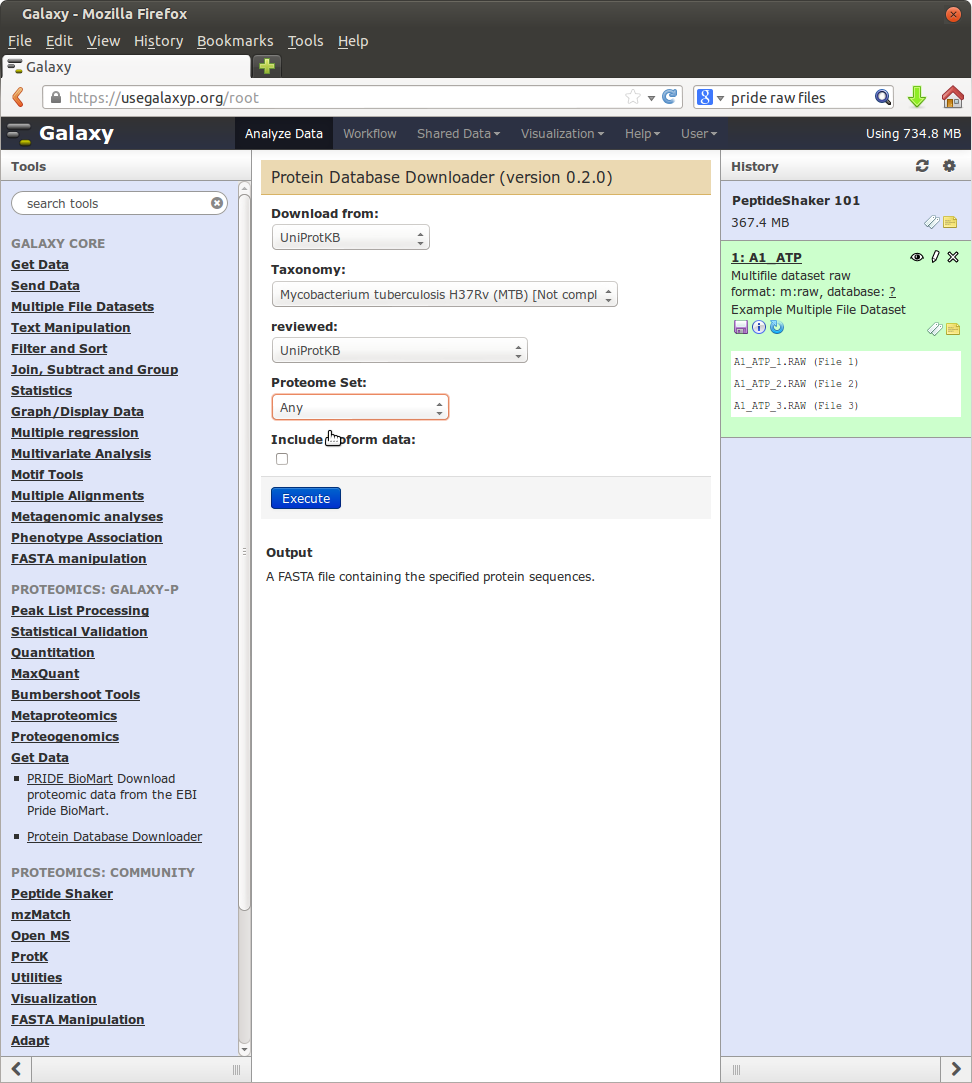 Galaxy - Mozilla Firefox
File Edit View History Bookmarks Tools Help
Galaxy
https://usegalaxyp.org/root
8 pride raw files
Galaxy
Analyze Data Workflow Shared Data Visualization Help User
Using 734.8 MB
Tools
search tools
GALAXY CORE
Get Data
Send Data
Multiple File Datasets
Text Manipulation
Filter and Sort
Join, Subtract and Group
Statistics
Graph/Display Data
Multiple regression
Multivariate Analysis
Motif Tools
Multiple Alignments
Metagenomic analyses
Phenotype Association
FASTA manipulation
PROTEOMICS: GALAXY-P
Peak List Processing
Statistical Validation
Quantitation
MaxQuant
Bumbershoot Tools
Metaproteomics
Proteogenomics
Get Data
PRIDE BioMart Download
proteomic data from the EBI
Pride BioMart.
Protein Database Downloader
PROTEOMICS: COMMUNITY
Peptide Shaker
mzMatch
Open MS
ProtK
Utilities
Visualization
FASTA Manipulation
Adapt
Protein Database Downloader (version 0.2.0)
Download from:
UniProtKB
Taxonomy:
Mycobacterium tuberculosis H37Rv (MTB) [Not compl
reviewed:
UniProtKB
Proteome Set:
Any
Include oform data:
Execute
Output
A FASTA file containing the specified protein sequences.
History
PeptideShaker 101
367.4 MB
1: A1_ATP
Multifile dataset raw
format: m:raw, database: ?
Example Multiple File Dataset
A1_ATP_1.RAW (File 1)
A1_ATP_2.RAW (File 2)
A1_ATP_3.RAW (File 3)